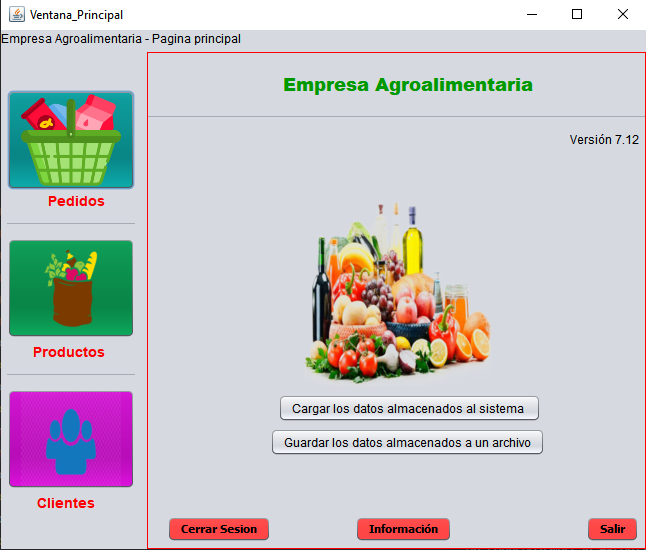 Ventana_Principal
Empresa Agroalimentaria - Pagina principal
Empresa Agroalimentaria
Versión 7.12
Pedidos
Productos
Clientes
Cargar los datos almacenados al sistema
Guardar los datos almacenados a un archivo
Cerrar Sesion
Información
Salir